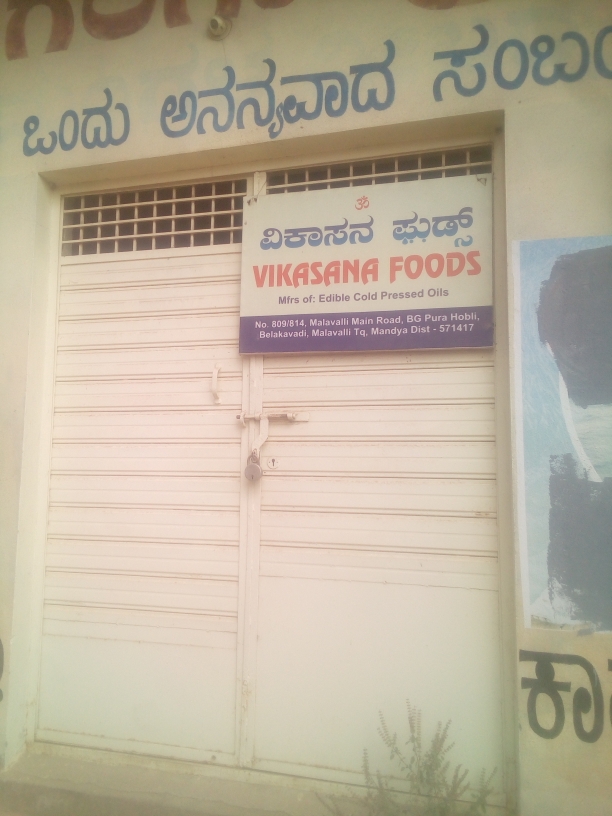 ಒಂದು ಅನನ್ಯವಾದ
ॐ
ವಿಕಾಸನ ಫುಡ್ಸ್
VIKASANA FOODS
Mfrs of: Edible Cold Pressed Oils
No. 809/814, Malavalli Main Road, BG Pura Hobli,
Belakavadi, Malavalli Tq, Mandya Dist - 571417